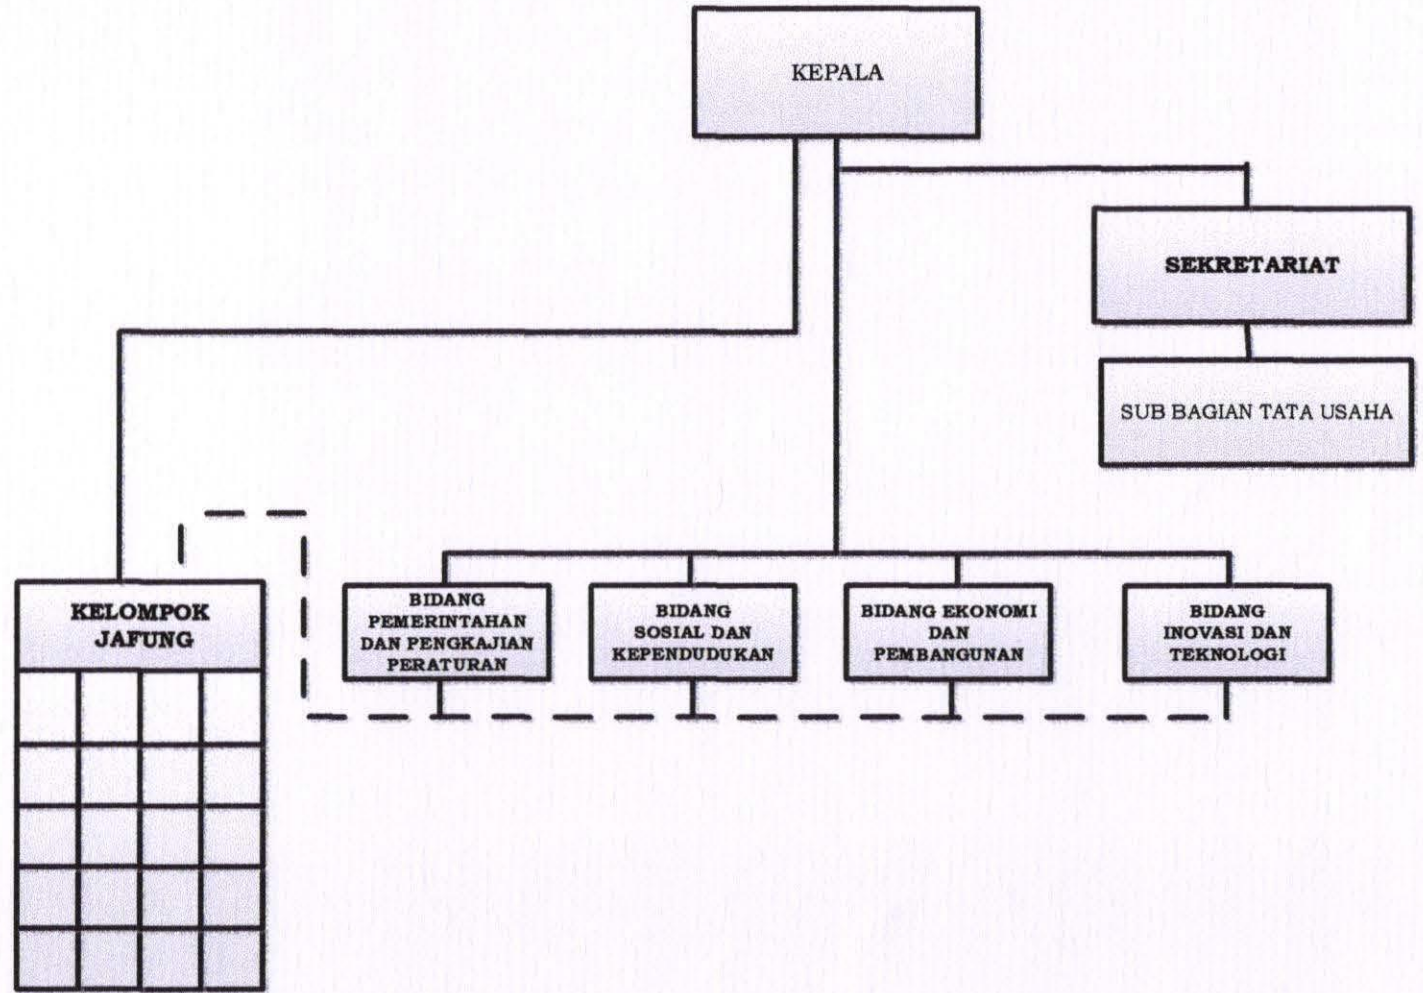 KEPALA
SEKRETARIAT
SUB BAGIAN TATA USAHA
KELOMPOK
JAFUNG
BIDANG
PEMERINTAHAN
DAN PENGKAJIAN
PERATURAN
BIDANG
SOSIAL DAN
KEPENDUDUKAN
BIDANG EKONOMI
DAN
PEMBANGUNAN
BIDANG
INOVASI DAN
TEKNOLOGI